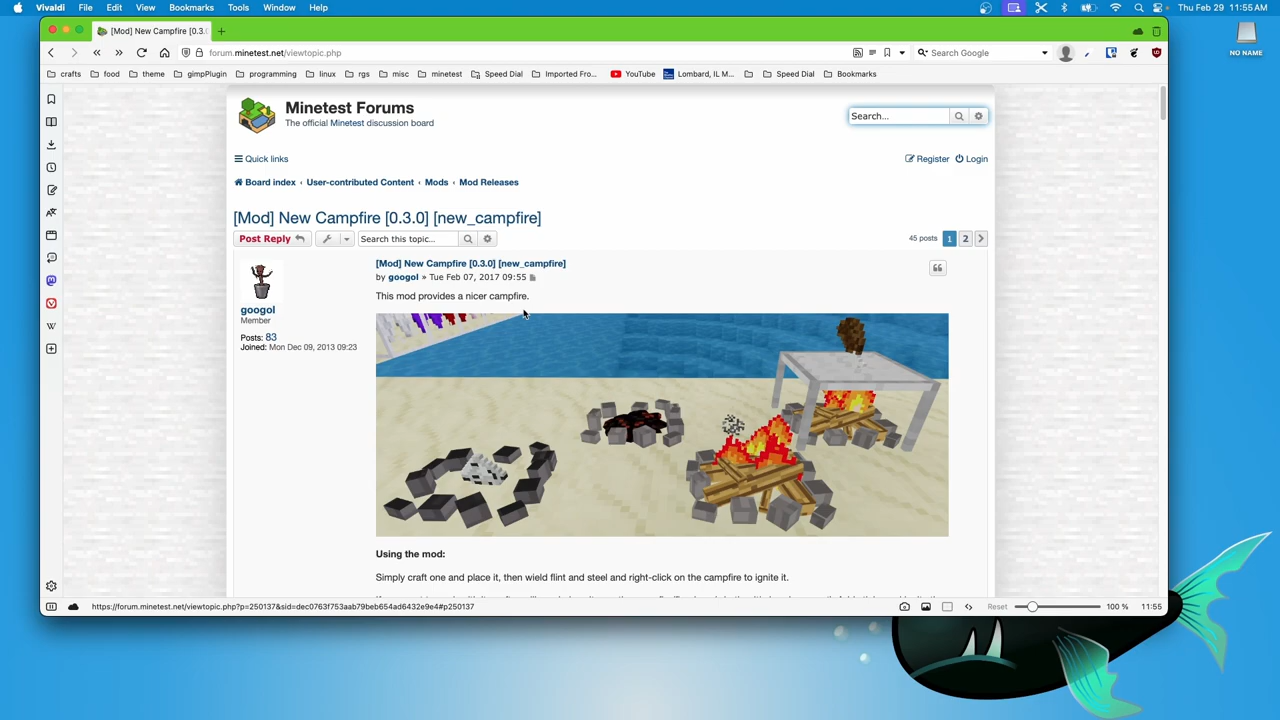 Vivaldi File Edit View Bookmarks Tools Window Help Thu Feb 29 11:55 AM
[Mod] New Campfire [0.3.0
forum.minetest.net/viewtopic.php Search Google
crafts food theme gimpPlugin programming linux rgs misc minetest Speed Dial Imported Fro... YouTube Lombard, IL M... Speed Dial Bookmarks
NO NAME
Minetest Forums
The official Minetest discussion board
Search...
Quick links Register Login
Board index ‹ User-contributed Content ‹ Mods ‹ Mod Releases
[Mod] New Campfire [0.3.0] [new_campfire]
Post Reply Search this topic... 45 posts 1 2
[Mod] New Campfire [0.3.0] [new_campfire]
by googol » Tue Feb 07, 2017 09:55
This mod provides a nicer campfire.
googol
Member
Posts: 83
Joined: Mon Dec 09, 2013 09:23
Using the mod:
Simply craft one and place it, then wield flint and steel and right-click on the campfire to ignite it.
https://forum.minetest.net/viewtopic.php?p=250137&sid=dec0763f753aab79beb654ad6432e9e4#p250137 Reset 100 % 11:55